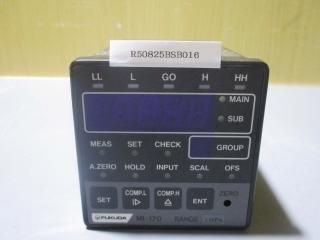 R50825BSB016
LL L GO H HH
MAIN
SUB
MEAS SET CHECK GROUP
A.ZERO HOLD INPUT SCAL OFS
COMP.L COMP.H ZERO
SET ENT
FUKUDA MI-170 RANGE MPa